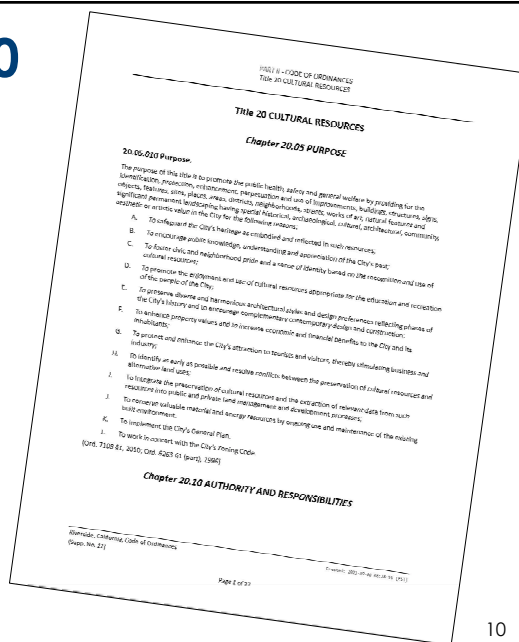 0
PART II - CODE OF ORDINANCES
Title 20 CULTURAL RESOURCES
Title 20 CULTURAL RESOURCES
Chapter 20.05 PURPOSE
20.05.010 Purpose.
The purpose of this title is to promote the public health, safety and general welfare by providing for the
identification, protection, enhancement, perpetuation and use of improvements, buildings, structures, signs,
objects, features, sites, places, areas, districts, neighborhoods, streets, works of art, natural features and
significant permanent landscaping having special historical, archaeological, cultural, architectural, community
aesthetic or artistic value in the City for the following reasons:
A. To safeguard the City's heritage as embodied and reflected in such resources;
B. To encourage public knowledge, understanding and appreciation of the City's past;
C. To foster civic and neighborhood pride and a sense of identity based on the recognition and use of
cultural resources;
D. To promote the enjoyment and use of cultural resources appropriate for the education and recreation
of the people of the City;
E. To preserve diverse and harmonious architectural styles and design preferences reflecting phases of
the City's history and to encourage complementary contemporary design and construction;
F. To enhance property values and to increase economic and financial benefits to the City and its
inhabitants;
G. To protect and enhance the City's attraction to tourists and visitors, thereby stimulating business and
industry;
H. To identify as early as possible and resolve conflicts between the preservation of cultural resources and
alternative land uses;
I. To integrate the preservation of cultural resources and the extraction of relevant data from such
resources into public and private land management and development processes;
J. To conserve valuable material and energy resources by ongoing use and maintenance of the existing
built environment.
K. To implement the City's General Plan.
L. To work in concert with the City's Zoning Code.
(Ord. 7108 §1, 2010; Ord. 6263 §1 (part), 1996)
Chapter 20.10 AUTHORITY AND RESPONSIBILITIES
Riverside, California, Code of Ordinances
(Supp. No. 17)
Page 1 of 33
10